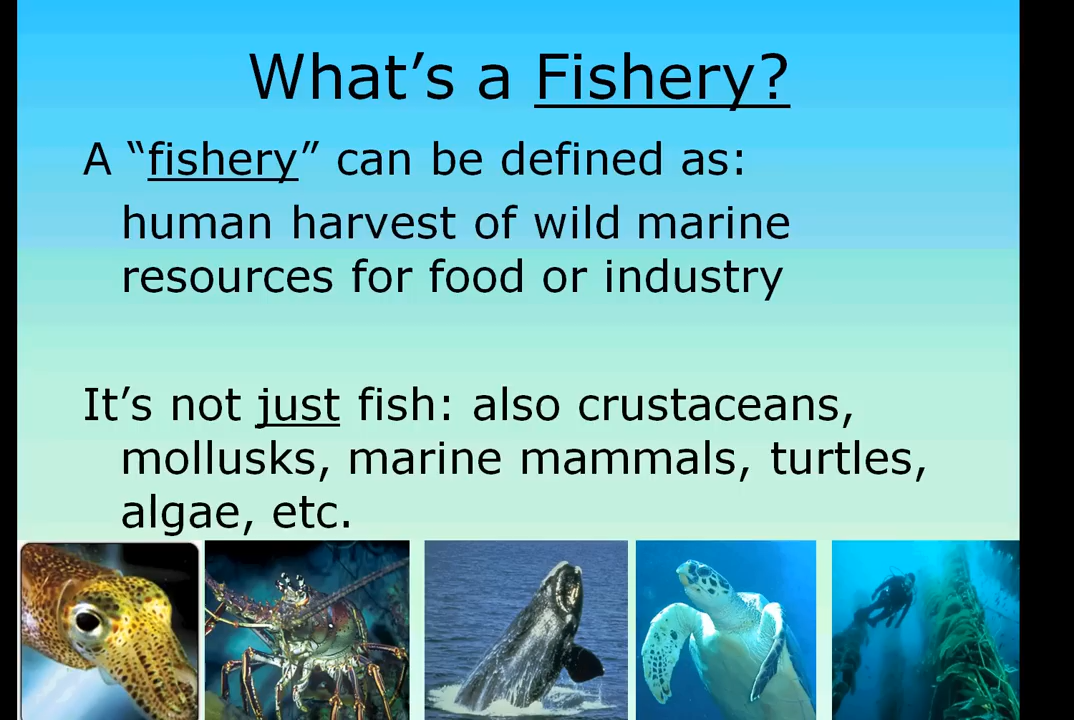 What’s a Fishery?
A “fishery” can be defined as:
human harvest of wild marine
resources for food or industry
It’s not just fish: also crustaceans,
mollusks, marine mammals, turtles,
algae, etc.